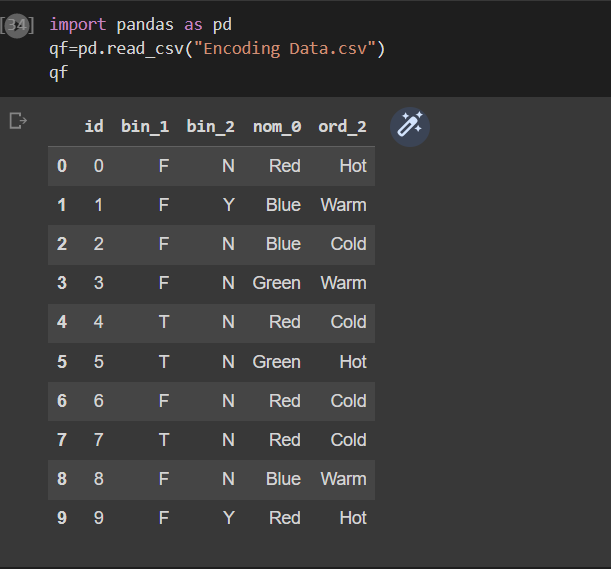 [34] import pandas as pd
qf=pd.read_csv("Encoding Data.csv")
qf
id bin_1 bin_2 nom_0 ord_2
0 0 F N Red Hot
1 1 F Y Blue Warm
2 2 F N Blue Cold
3 3 F N Green Warm
4 4 T N Red Cold
5 5 T N Green Hot
6 6 F N Red Cold
7 7 T N Red Cold
8 8 F N Blue Warm
9 9 F Y Red Hot